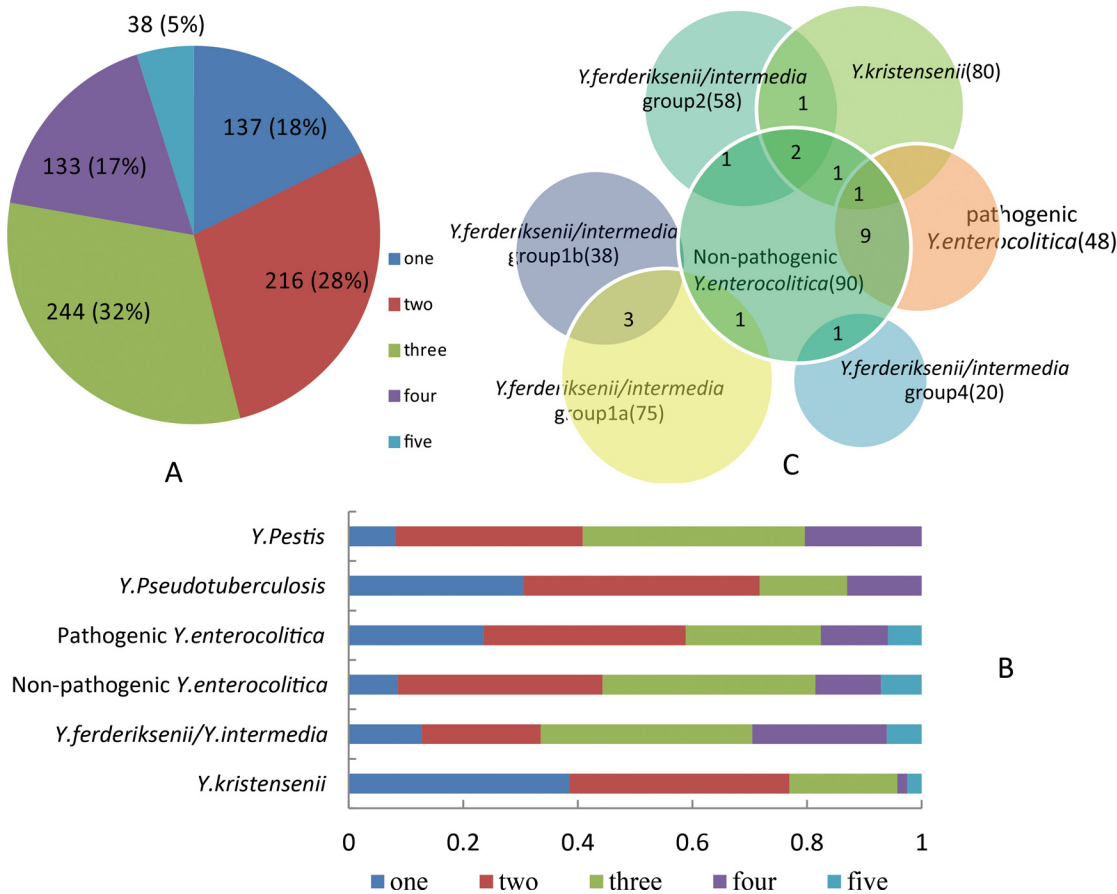 38 (5%)
137 (18%)
133 (17%)
216 (28%)
244 (32%)
one
two
three
four
five
A
Y.ferderiksenii/intermedia
group2(58)
Y.kristensenii(80)
1
1
2
1
1
9
pathogenic
Y.enterocolitica(48)
Y.ferderiksenii/intermedia
group1b(38)
Non-pathogenic
Y.enterocolitica(90)
3
1
1
Y.ferderiksenii/intermedia
group1a(75)
Y.ferderiksenii/intermedia
group4(20)
C
Y.Pestis
Y.Pseudotuberculosis
Pathogenic Y.enterocolitica
Non-pathogenic Y.enterocolitica
Y.ferderiksenii/Y.intermedia
Y.kristensenii
B
0 0.2 0.4 0.6 0.8 1
one two three four five